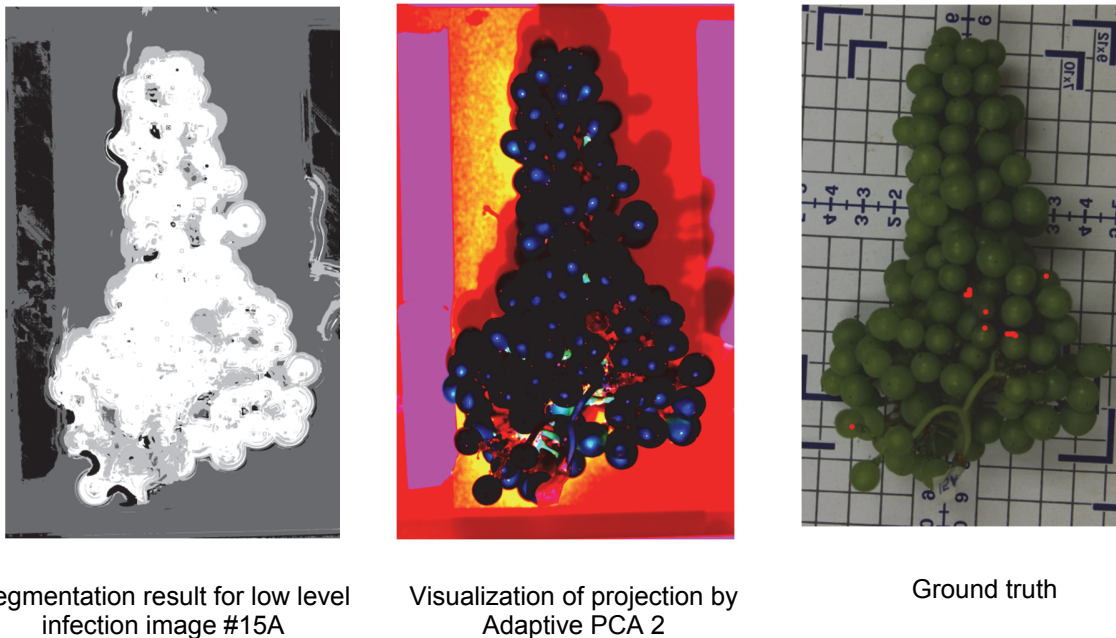 egmentation result for low level
infection image #15A
Visualization of projection by
Adaptive PCA 2
Ground truth